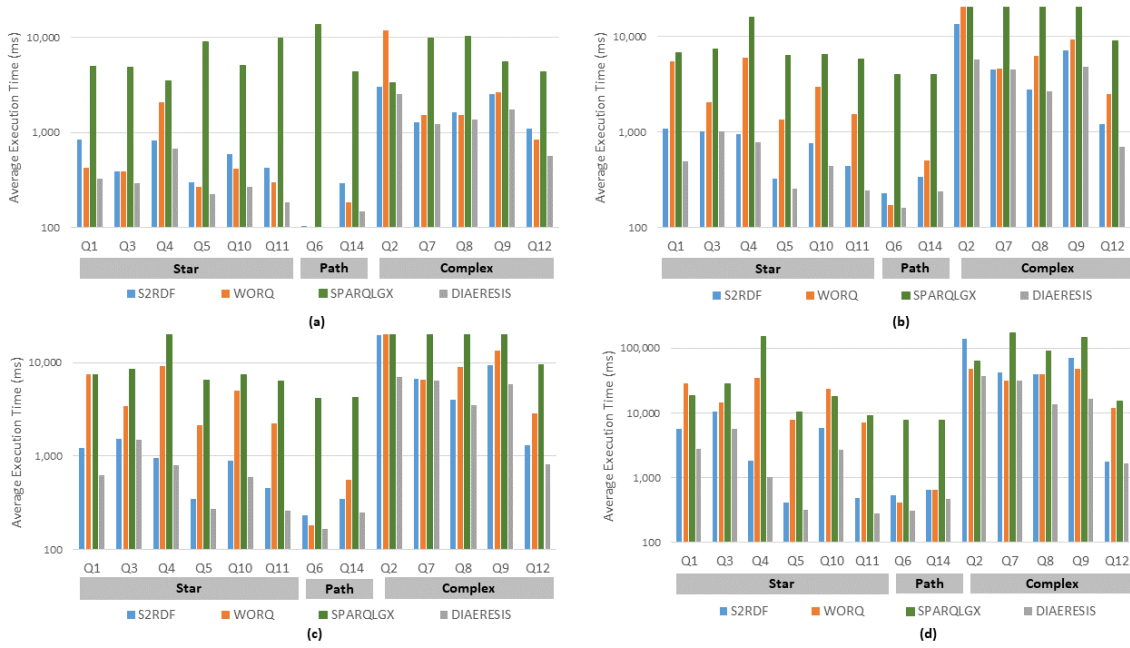 Average Execution Time (ms)
10,000
1,000
100
Q1 Q3 Q4 Q5 Q10 Q11 Q6 Q14 Q2 Q7 Q8 Q9 Q12
Star Path Complex
S2RDF WORQ SPARQLGX DIAERESIS
(a)
Average Execution Time (ms)
10,000
1,000
100
Q1 Q3 Q4 Q5 Q10 Q11 Q6 Q14 Q2 Q7 Q8 Q9 Q12
Star Path Complex
S2RDF WORQ SPARQLGX DIAERESIS
(b)
Average Execution Time (ms)
10,000
1,000
100
Q1 Q3 Q4 Q5 Q10 Q11 Q6 Q14 Q2 Q7 Q8 Q9 Q12
Star Path Complex
S2RDF WORQ SPARQLGX DIAERESIS
(c)
Average Execution Time (ms)
100,000
10,000
1,000
100
Q1 Q3 Q4 Q5 Q10 Q11 Q6 Q14 Q2 Q7 Q8 Q9 Q12
Star Path Complex
S2RDF WORQ SPARQLGX DIAERESIS
(d)